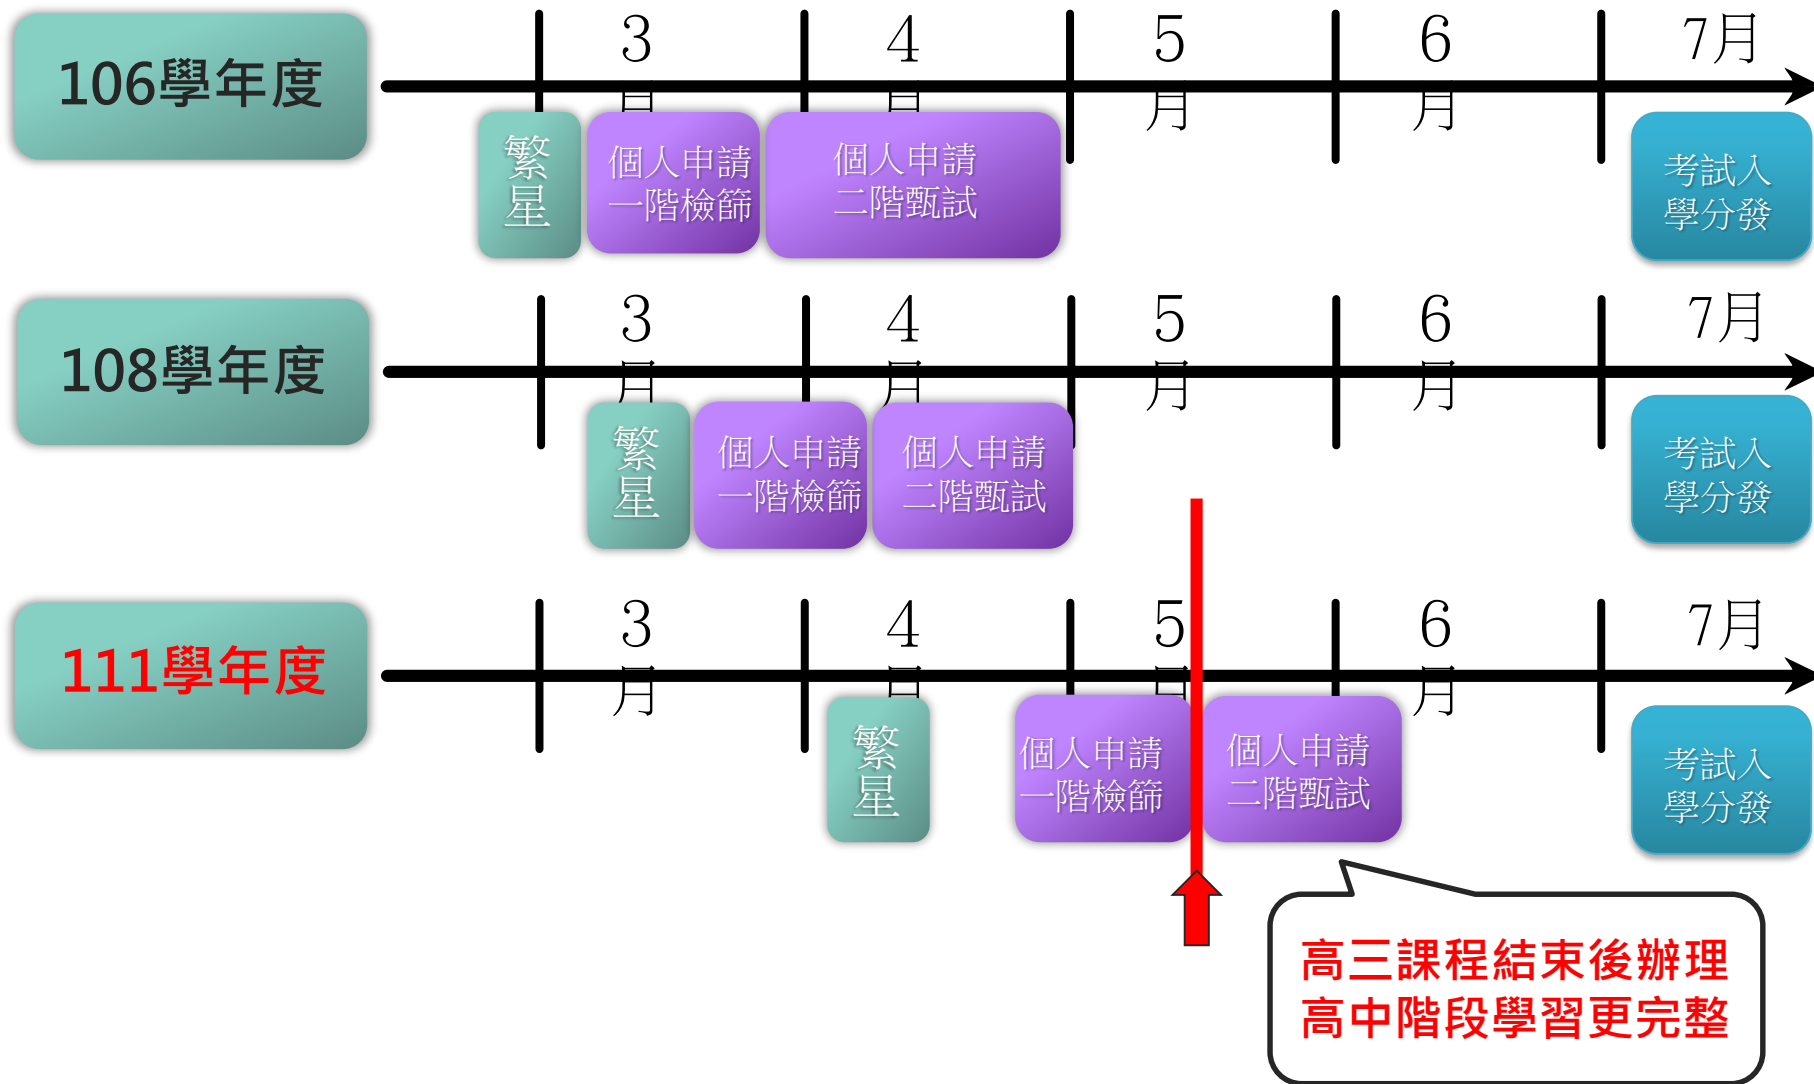 106學年度
3月
4月
5月
6月
7月
繁星
個人申請
一階檢篩
個人申請
二階甄試
考試入
學分發
108學年度
3月
4月
5月
6月
7月
繁星
個人申請
一階檢篩
個人申請
二階甄試
考試入
學分發
111學年度
3月
4月
5月
6月
7月
繁星
個人申請
一階檢篩
個人申請
二階甄試
考試入
學分發
高三課程結束後辦理
高中階段學習更完整